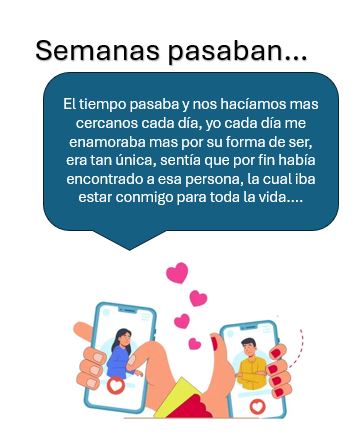 Semanas pasaban...
El tiempo pasaba y nos hacíamos mas
cercanos cada día, yo cada día me
enamoraba mas por su forma de ser,
era tan única, sentía que por fin había
encontrado a esa persona, la cual iba
estar conmigo para toda la vida....